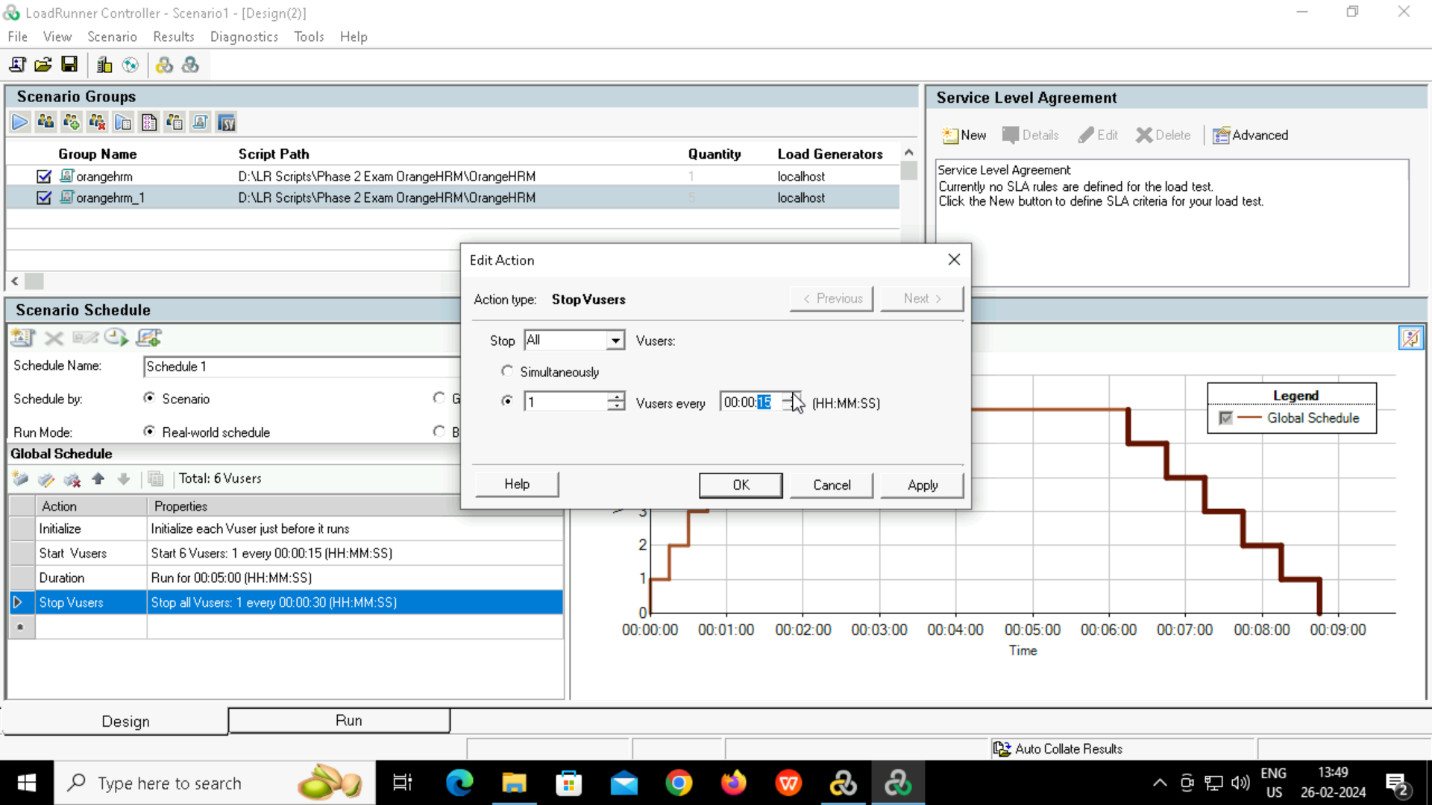 LoadRunner Controller - Scenario1 - [Design(2)]
File View Scenario Results Diagnostics Tools Help
Scenario Groups
Group Name Script Path Quantity Load Generators
orangehrm D:\LR Scripts\Phase 2 Exam OrangeHRM\OrangeHRM 1 localhost
orangehrm_1 D:\LR Scripts\Phase 2 Exam OrangeHRM\OrangeHRM 5 localhost
Service Level Agreement
New Details Edit Delete Advanced
Service Level Agreement
Currently no SLA rules are defined for the load test.
Click the New button to define SLA criteria for your load test.
Edit Action
Action type: Stop Vusers < Previous Next >
Stop All Vusers:
Simultaneously
1 Vusers every 00:00:15 (HH:MM:SS)
Help OK Cancel Apply
Scenario Schedule
Schedule Name: Schedule 1
Schedule by: Scenario G
Run Mode: Real-world schedule B
Global Schedule
Total: 6 Vusers
Action Properties
Initialize Initialize each Vuser just before it runs
Start Vusers Start 6 Vusers: 1 every 00:00:15 (HH:MM:SS)
Duration Run for 00:05:00 (HH:MM:SS)
Stop Vusers Stop all Vusers: 1 every 00:00:30 (HH:MM:SS)
Legend
Global Schedule
3
2
1
0
00:00:00 00:01:00 00:02:00 00:03:00 00:04:00 00:05:00 00:06:00 00:07:00 00:08:00 00:09:00
Time
Design Run
Auto Collate Results
Type here to search
ENG
US
13:49
26-02-2024
2